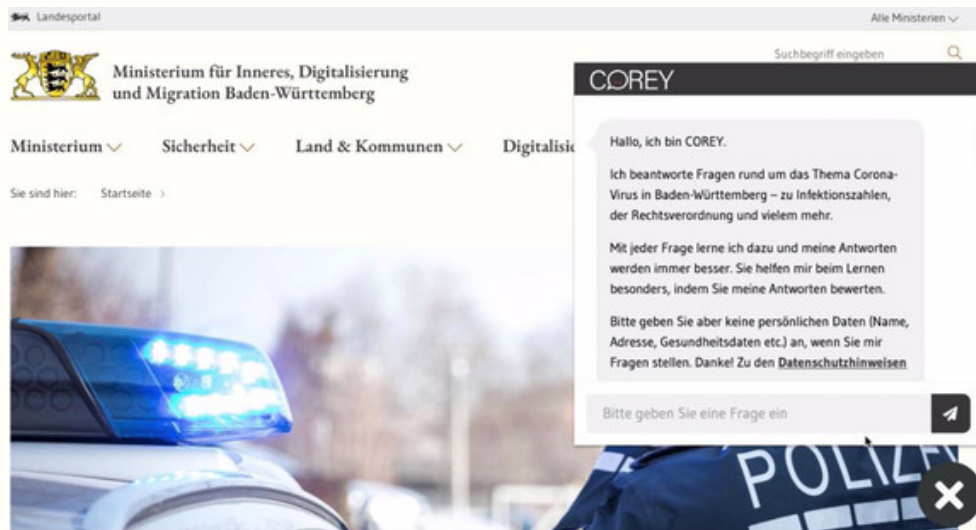 Landesportal
Alle Ministerien
Suchbegriff eingeben
Ministerium für Inneres, Digitalisierung
und Migration Baden-Württemberg
Ministerium
Sicherheit
Land & Kommunen
Sie sind hier:
Startseite
COREY
Hallo, ich bin COREY.
Ich beantworte Fragen rund um das Thema Corona-
Virus in Baden-Württemberg – zu Infektionszahlen,
der Rechtsverordnung und vielem mehr.
Mit jeder Frage lerne ich dazu und meine Antworten
werden immer besser. Sie helfen mir beim Lernen
besonders, indem Sie meine Antworten bewerten.
Bitte geben Sie aber keine persönlichen Daten (Name,
Adresse, Gesundheitsdaten etc.) an, wenn Sie mir
Fragen stellen. Danke! Zu den Datenschutzhinweisen
Bitte geben Sie eine Frage ein
POLIZEI